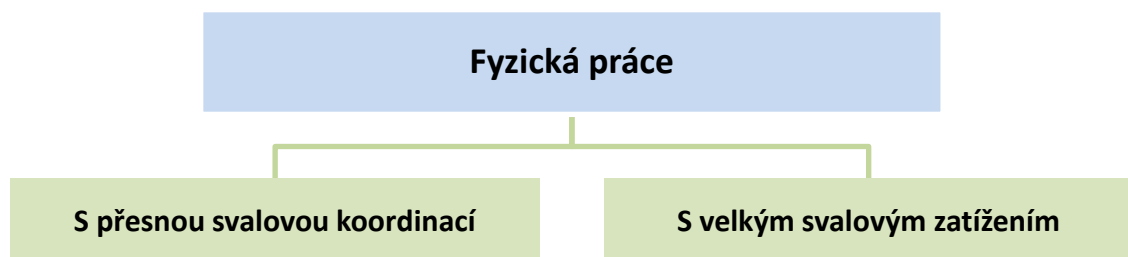 Fyzická práce
S přesnou svalovou koordinací
S velkým svalovým zatížením